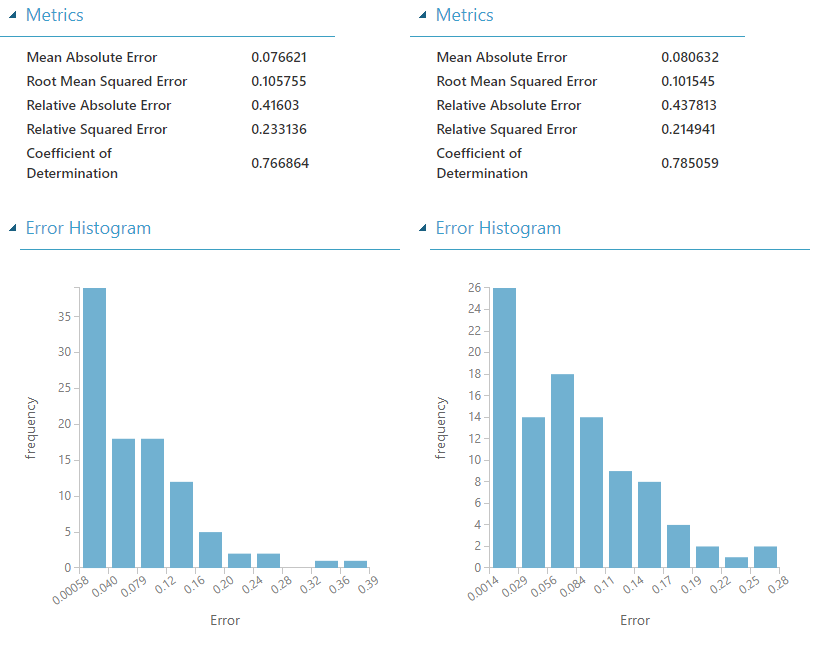 Metrics
Mean Absolute Error 0.076621
Root Mean Squared Error 0.105755
Relative Absolute Error 0.41603
Relative Squared Error 0.233136
Coefficient of
Determination 0.766864
Error Histogram
35
30
25
20
15
10
5
0
frequency
0.00058 0.040 0.079 0.12 0.16 0.20 0.24 0.28 0.32 0.36 0.39
Error
Metrics
Mean Absolute Error 0.080632
Root Mean Squared Error 0.101545
Relative Absolute Error 0.437813
Relative Squared Error 0.214941
Coefficient of
Determination 0.785059
Error Histogram
26
24
22
20
18
16
14
12
10
8
6
4
2
0
frequency
0.0014 0.029 0.056 0.084 0.11 0.14 0.17 0.19 0.22 0.25 0.28
Error